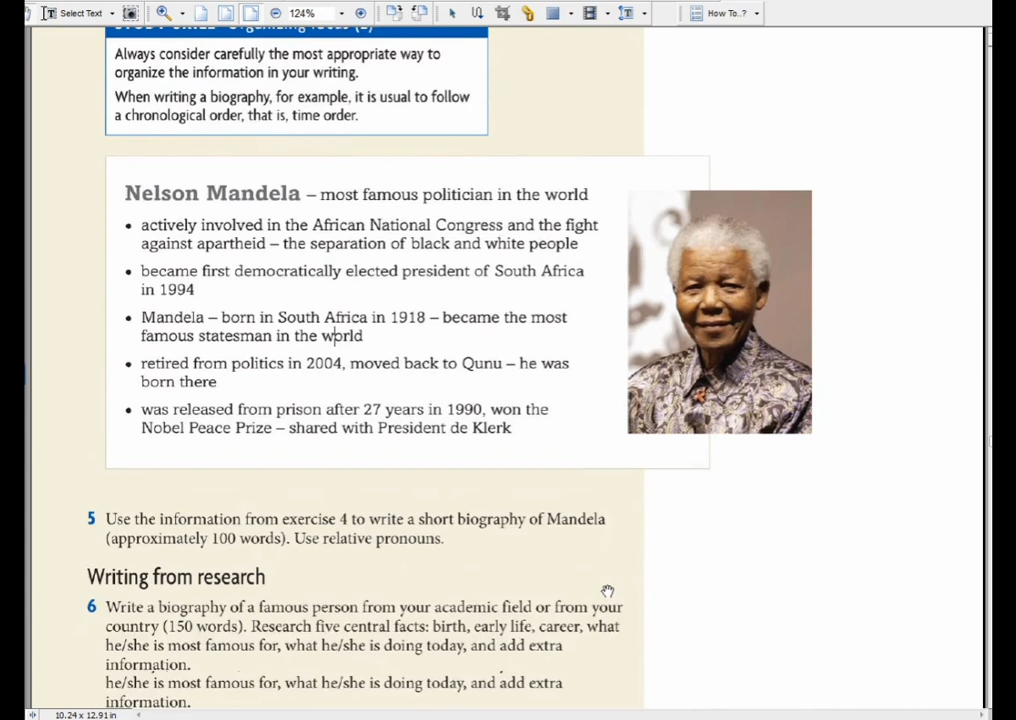 Select Text
124%
How To..?
Always consider carefully the most appropriate way to
organize the information in your writing.
When writing a biography, for example, it is usual to follow
a chronological order, that is, time order.
Nelson Mandela – most famous politician in the world
• actively involved in the African National Congress and the fight
against apartheid – the separation of black and white people
• became first democratically elected president of South Africa
in 1994
• Mandela – born in South Africa in 1918 – became the most
famous statesman in the world
• retired from politics in 2004, moved back to Qunu – he was
born there
• was released from prison after 27 years in 1990, won the
Nobel Peace Prize – shared with President de Klerk
5 Use the information from exercise 4 to write a short biography of Mandela
(approximately 100 words). Use relative pronouns.
Writing from research
6 Write a biography of a famous person from your academic field or from your
country (150 words). Research five central facts: birth, early life, career, what
he/she is most famous for, what he/she is doing today, and add extra
information.
he/she is most famous for, what he/she is doing today, and add extra
information.
10.24 x 12.91 in